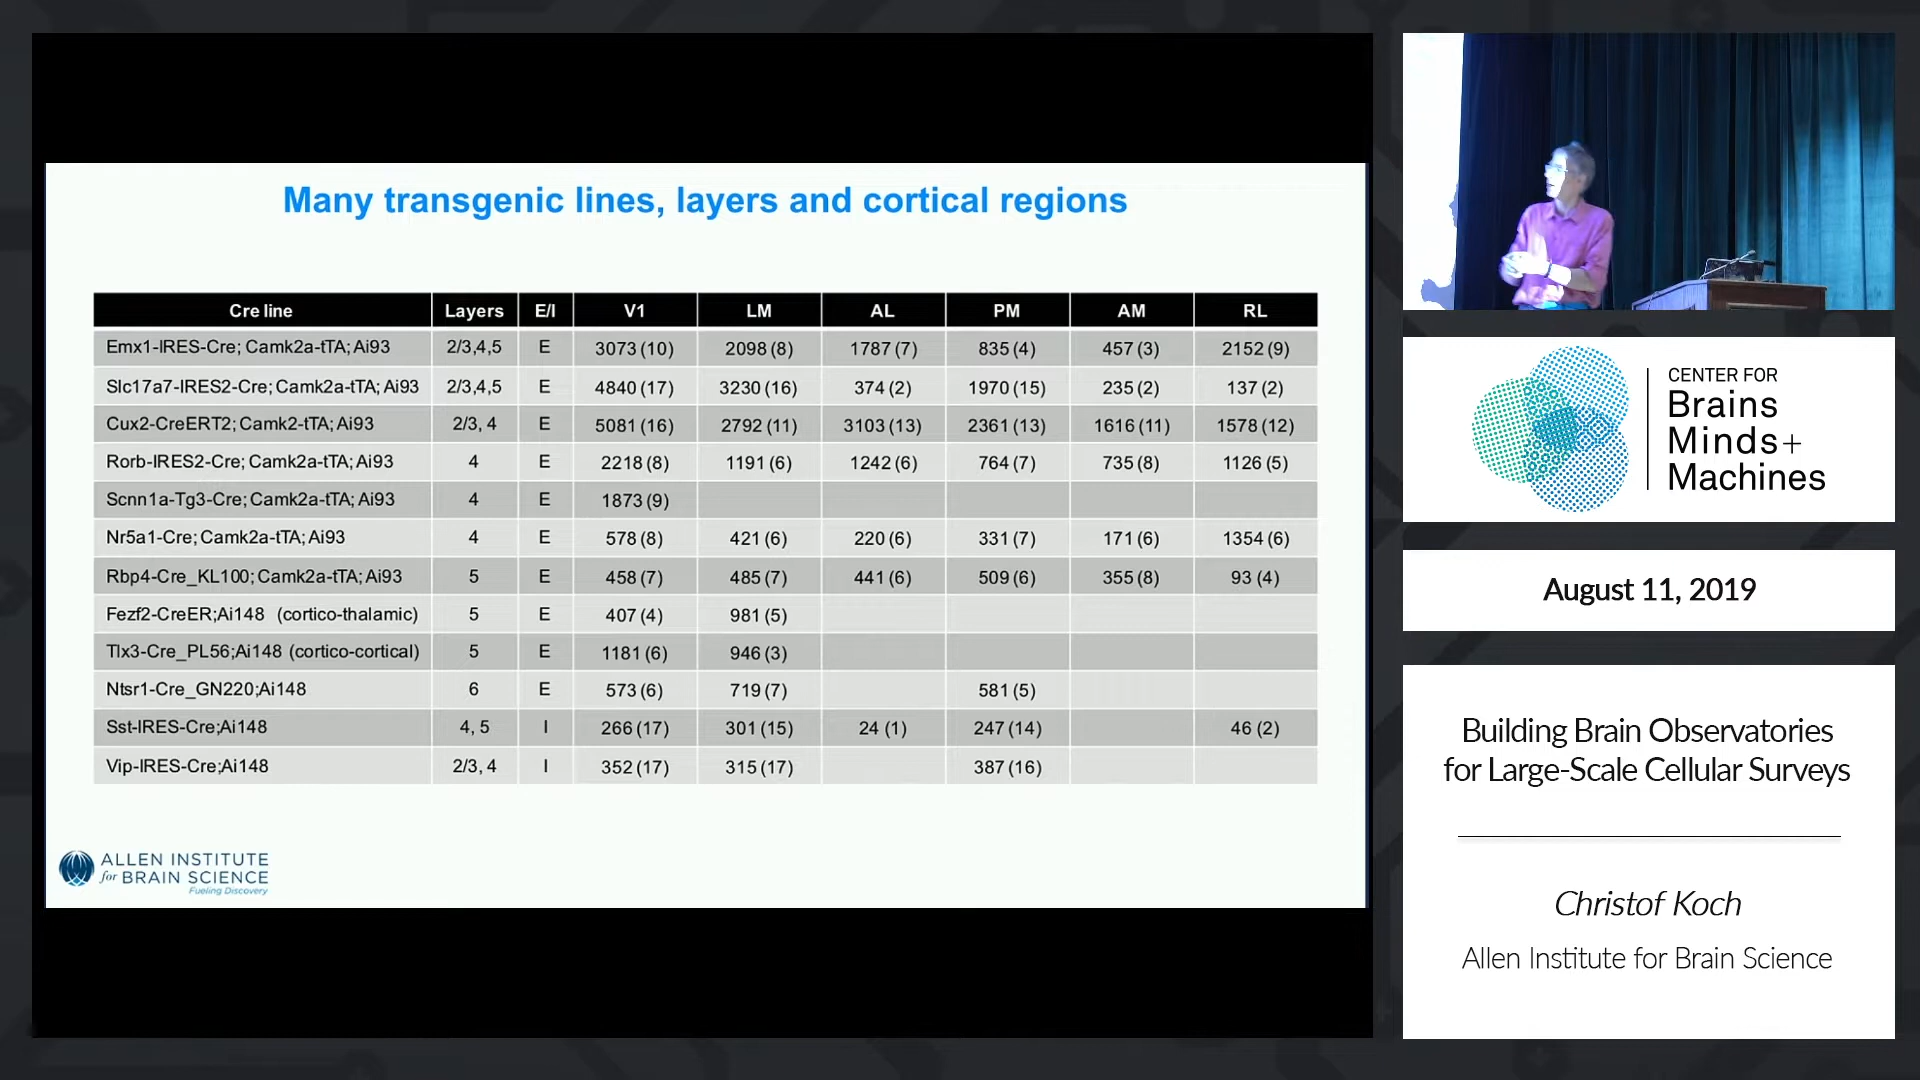 Many transgenic lines, layers and cortical regions
Cre line Layers E/I V1 LM AL PM AM RL
Emx1-IRES-Cre; Camk2a-tTA; Ai93 2/3,4,5 E 3073 (10) 2098 (8) 1787 (7) 835 (4) 457 (3) 2152 (9)
Slc17a7-IRES2-Cre; Camk2a-tTA; Ai93 2/3,4,5 E 4840 (17) 3230 (16) 374 (2) 1970 (15) 235 (2) 137 (2)
Cux2-CreERT2; Camk2-tTA; Ai93 2/3, 4 E 5081 (16) 2792 (11) 3103 (13) 2361 (13) 1616 (11) 1578 (12)
Rorb-IRES2-Cre; Camk2a-tTA; Ai93 4 E 2218 (8) 1191 (6) 1242 (6) 764 (7) 735 (8) 1126 (5)
Scnn1a-Tg3-Cre; Camk2a-tTA; Ai93 4 E 1873 (9)
Nr5a1-Cre; Camk2a-tTA; Ai93 4 E 578 (8) 421 (6) 220 (6) 331 (7) 171 (6) 1354 (6)
Rbp4-Cre_KL100; Camk2a-tTA; Ai93 5 E 458 (7) 485 (7) 441 (6) 509 (6) 355 (8) 93 (4)
Fezf2-CreER;Ai148 (cortico-thalamic) 5 E 407 (4) 981 (5)
Tlx3-Cre_PL56;Ai148 (cortico-cortical) 5 E 1181 (6) 946 (3)
Ntsr1-Cre_GN220;Ai148 6 E 573 (6) 719 (7) 581 (5)
Sst-IRES-Cre;Ai148 4, 5 I 266 (17) 301 (15) 24 (1) 247 (14) 46 (2)
Vip-IRES-Cre;Ai148 2/3, 4 I 352 (17) 315 (17) 387 (16)
ALLEN INSTITUTE
for BRAIN SCIENCE
Fueling Discovery
CENTER FOR
Brains
Minds+
Machines
August 11, 2019
Building Brain Observatories
for Large-Scale Cellular Surveys
Christof Koch
Allen Institute for Brain Science